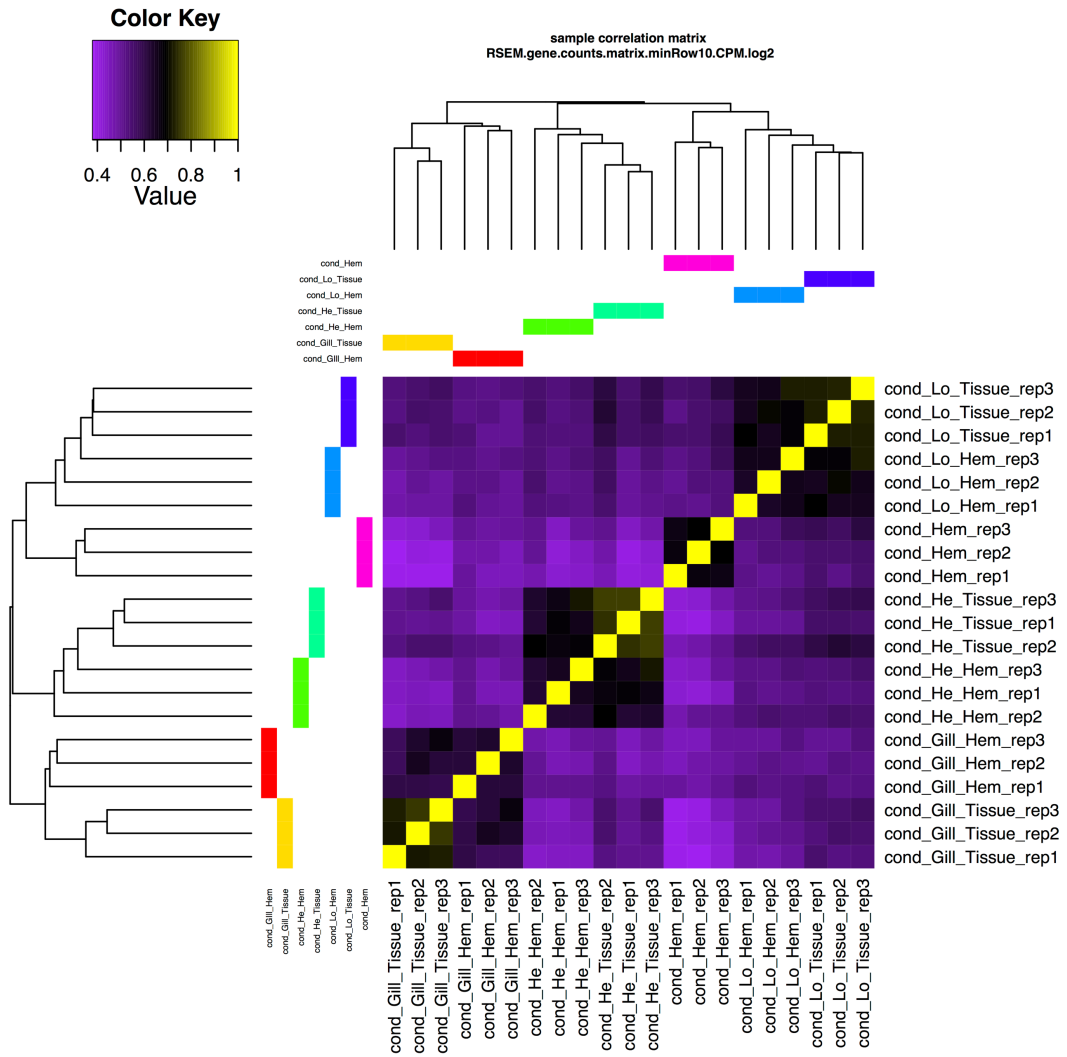 Color Key
0.4 0.6 0.8 1
Value
sample correlation matrix
RSEM.gene.counts.matrix.minRow10.CPM.log2
cond_Hem
cond_Lo_Tissue
cond_Lo_Hem
cond_He_Tissue
cond_He_Hem
cond_Gill_Tissue
cond_Gill_Hem
cond_Lo_Tissue_rep3
cond_Lo_Tissue_rep2
cond_Lo_Tissue_rep1
cond_Lo_Hem_rep3
cond_Lo_Hem_rep2
cond_Lo_Hem_rep1
cond_Hem_rep3
cond_Hem_rep2
cond_Hem_rep1
cond_He_Tissue_rep3
cond_He_Tissue_rep1
cond_He_Tissue_rep2
cond_He_Hem_rep3
cond_He_Hem_rep1
cond_He_Hem_rep2
cond_Gill_Hem_rep3
cond_Gill_Hem_rep2
cond_Gill_Hem_rep1
cond_Gill_Tissue_rep3
cond_Gill_Tissue_rep2
cond_Gill_Tissue_rep1
cond_Gill_Hem
cond_Gill_Tissue
cond_He_Hem
cond_He_Tissue
cond_Lo_Hem
cond_Lo_Tissue
cond_Hem
cond_Gill_Tissue_rep1
cond_Gill_Tissue_rep2
cond_Gill_Tissue_rep3
cond_Gill_Hem_rep1
cond_Gill_Hem_rep2
cond_Gill_Hem_rep3
cond_He_Hem_rep2
cond_He_Hem_rep1
cond_He_Hem_rep3
cond_He_Tissue_rep2
cond_He_Tissue_rep1
cond_He_Tissue_rep3
cond_Hem_rep1
cond_Hem_rep2
cond_Hem_rep3
cond_Lo_Hem_rep1
cond_Lo_Hem_rep2
cond_Lo_Hem_rep3
cond_Lo_Tissue_rep1
cond_Lo_Tissue_rep2
cond_Lo_Tissue_rep3